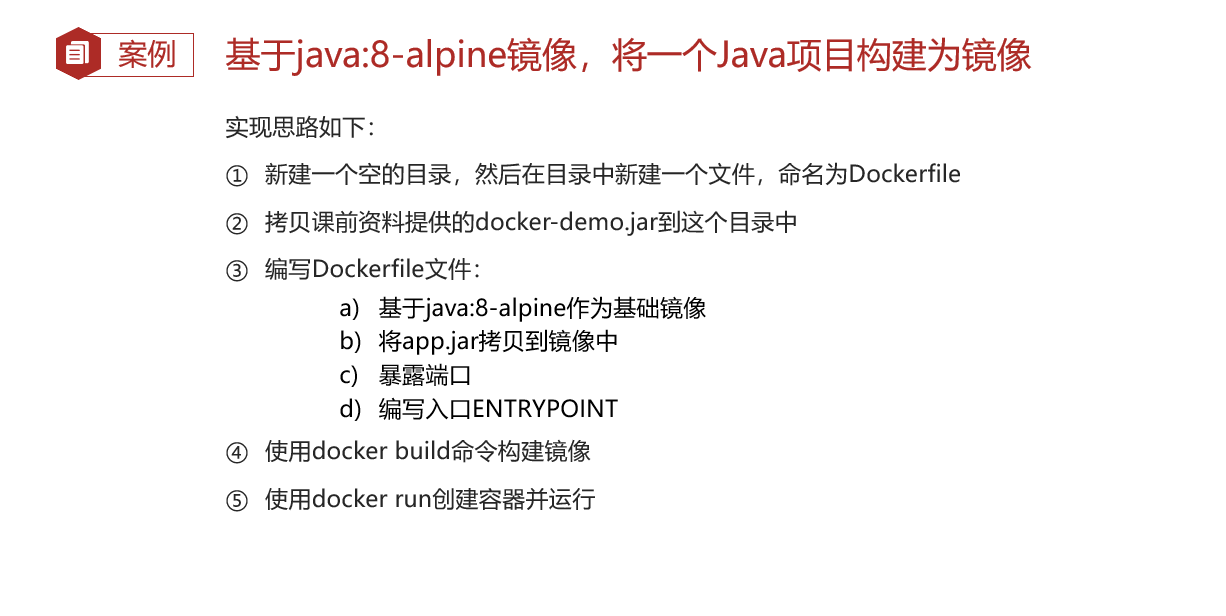 案例
基于java:8-alpine镜像，将一个Java项目构建为镜像
实现思路如下：
① 新建一个空的目录，然后在目录中新建一个文件，命名为Dockerfile
② 拷贝课前资料提供的docker-demo.jar到这个目录中
③ 编写Dockerfile文件：
a) 基于java:8-alpine作为基础镜像
b) 将app.jar拷贝到镜像中
c) 暴露端口
d) 编写入口ENTRYPOINT
④ 使用docker build命令构建镜像
⑤ 使用docker run创建容器并运行